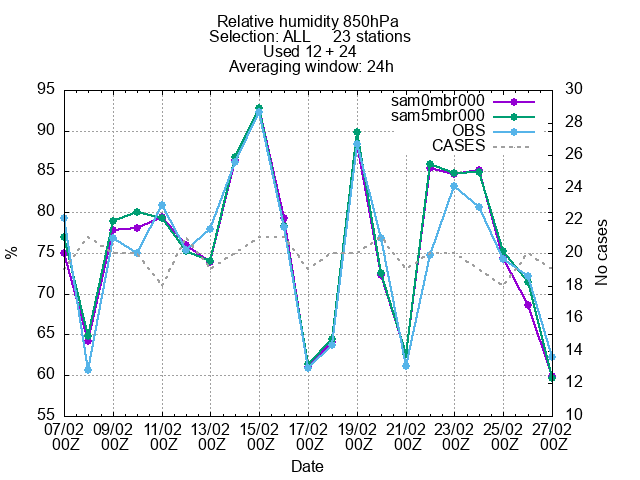 Relative humidity 850hPa
Selection: ALL 23 stations
Used 12 + 24
Averaging window: 24h
95 30
sam0mbr000
sam5mbr000
OBS
CASES
90 28
85 26
80 24
75 22
70 20
65 18
60 16
55 14
12
10
%
No cases
07/02 09/02 11/02 13/02 15/02 17/02 19/02 21/02 23/02 25/02 27/02
00Z 00Z 00Z 00Z 00Z 00Z 00Z 00Z 00Z 00Z 00Z
Date